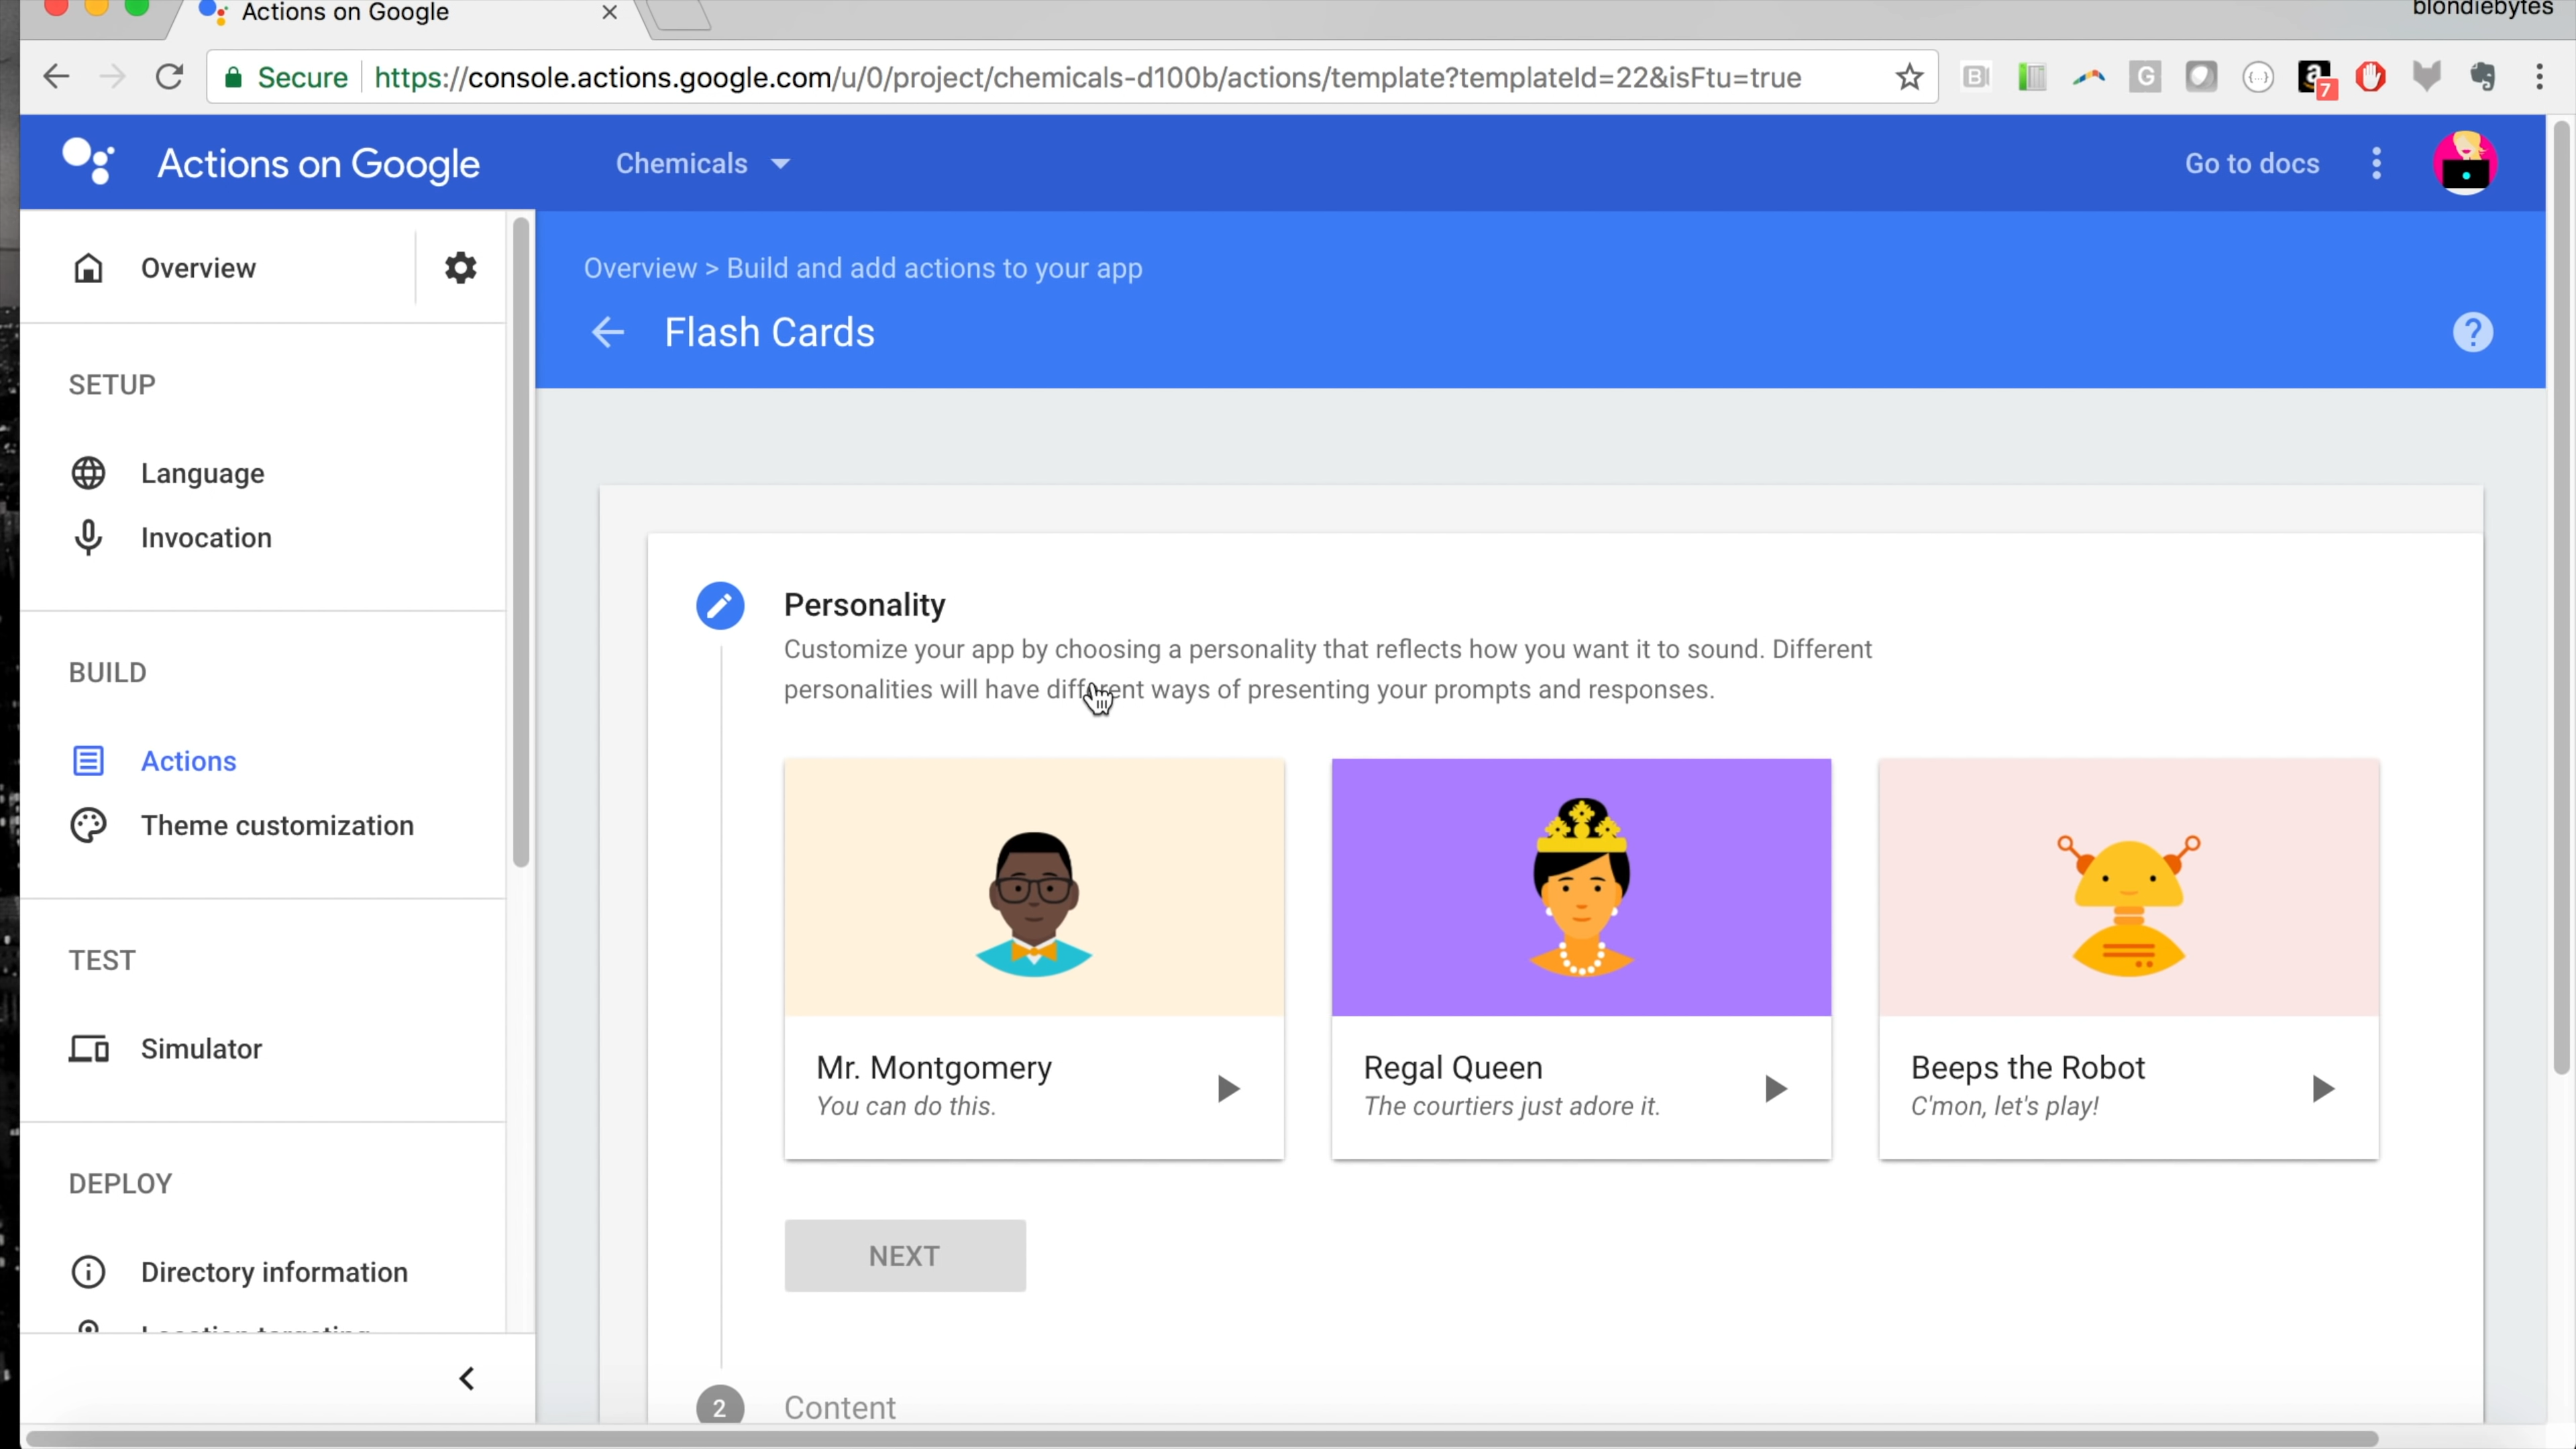 Actions on Google
blondiebytes
Secure https://console.actions.google.com/u/0/project/chemicals-d100b/actions/template?templateId=22&isFtu=true
7
Actions on Google
Chemicals
Go to docs
Overview
SETUP
Language
Invocation
BUILD
Actions
Theme customization
TEST
Simulator
DEPLOY
Directory information
Location targeting
Overview > Build and add actions to your app
Flash Cards
Personality
Customize your app by choosing a personality that reflects how you want it to sound. Different
personalities will have different ways of presenting your prompts and responses.
Mr. Montgomery
You can do this.
Regal Queen
The courtiers just adore it.
Beeps the Robot
C'mon, let's play!
NEXT
2 Content